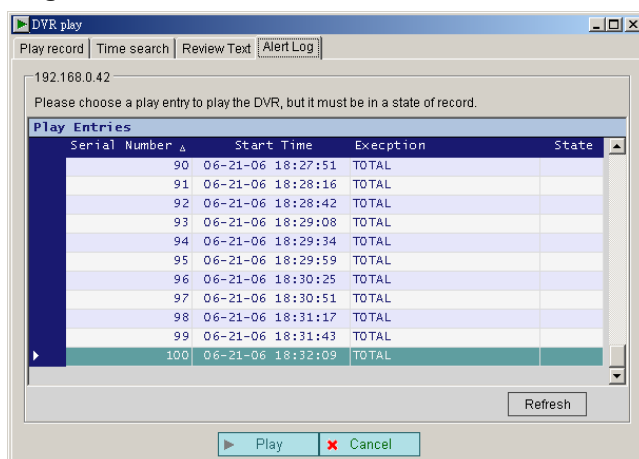 DVR play
Play record Time search Review Text Alert Log
192.168.0.42
Please choose a play entry to play the DVR, but it must be in a state of record.
Play Entries
Serial Number Start Time Execption State
90 06-21-06 18:27:51 TOTAL
91 06-21-06 18:28:16 TOTAL
92 06-21-06 18:28:42 TOTAL
93 06-21-06 18:29:08 TOTAL
94 06-21-06 18:29:34 TOTAL
95 06-21-06 18:29:59 TOTAL
96 06-21-06 18:30:25 TOTAL
97 06-21-06 18:30:51 TOTAL
98 06-21-06 18:31:17 TOTAL
99 06-21-06 18:31:43 TOTAL
100 06-21-06 18:32:09 TOTAL
Refresh
Play Cancel